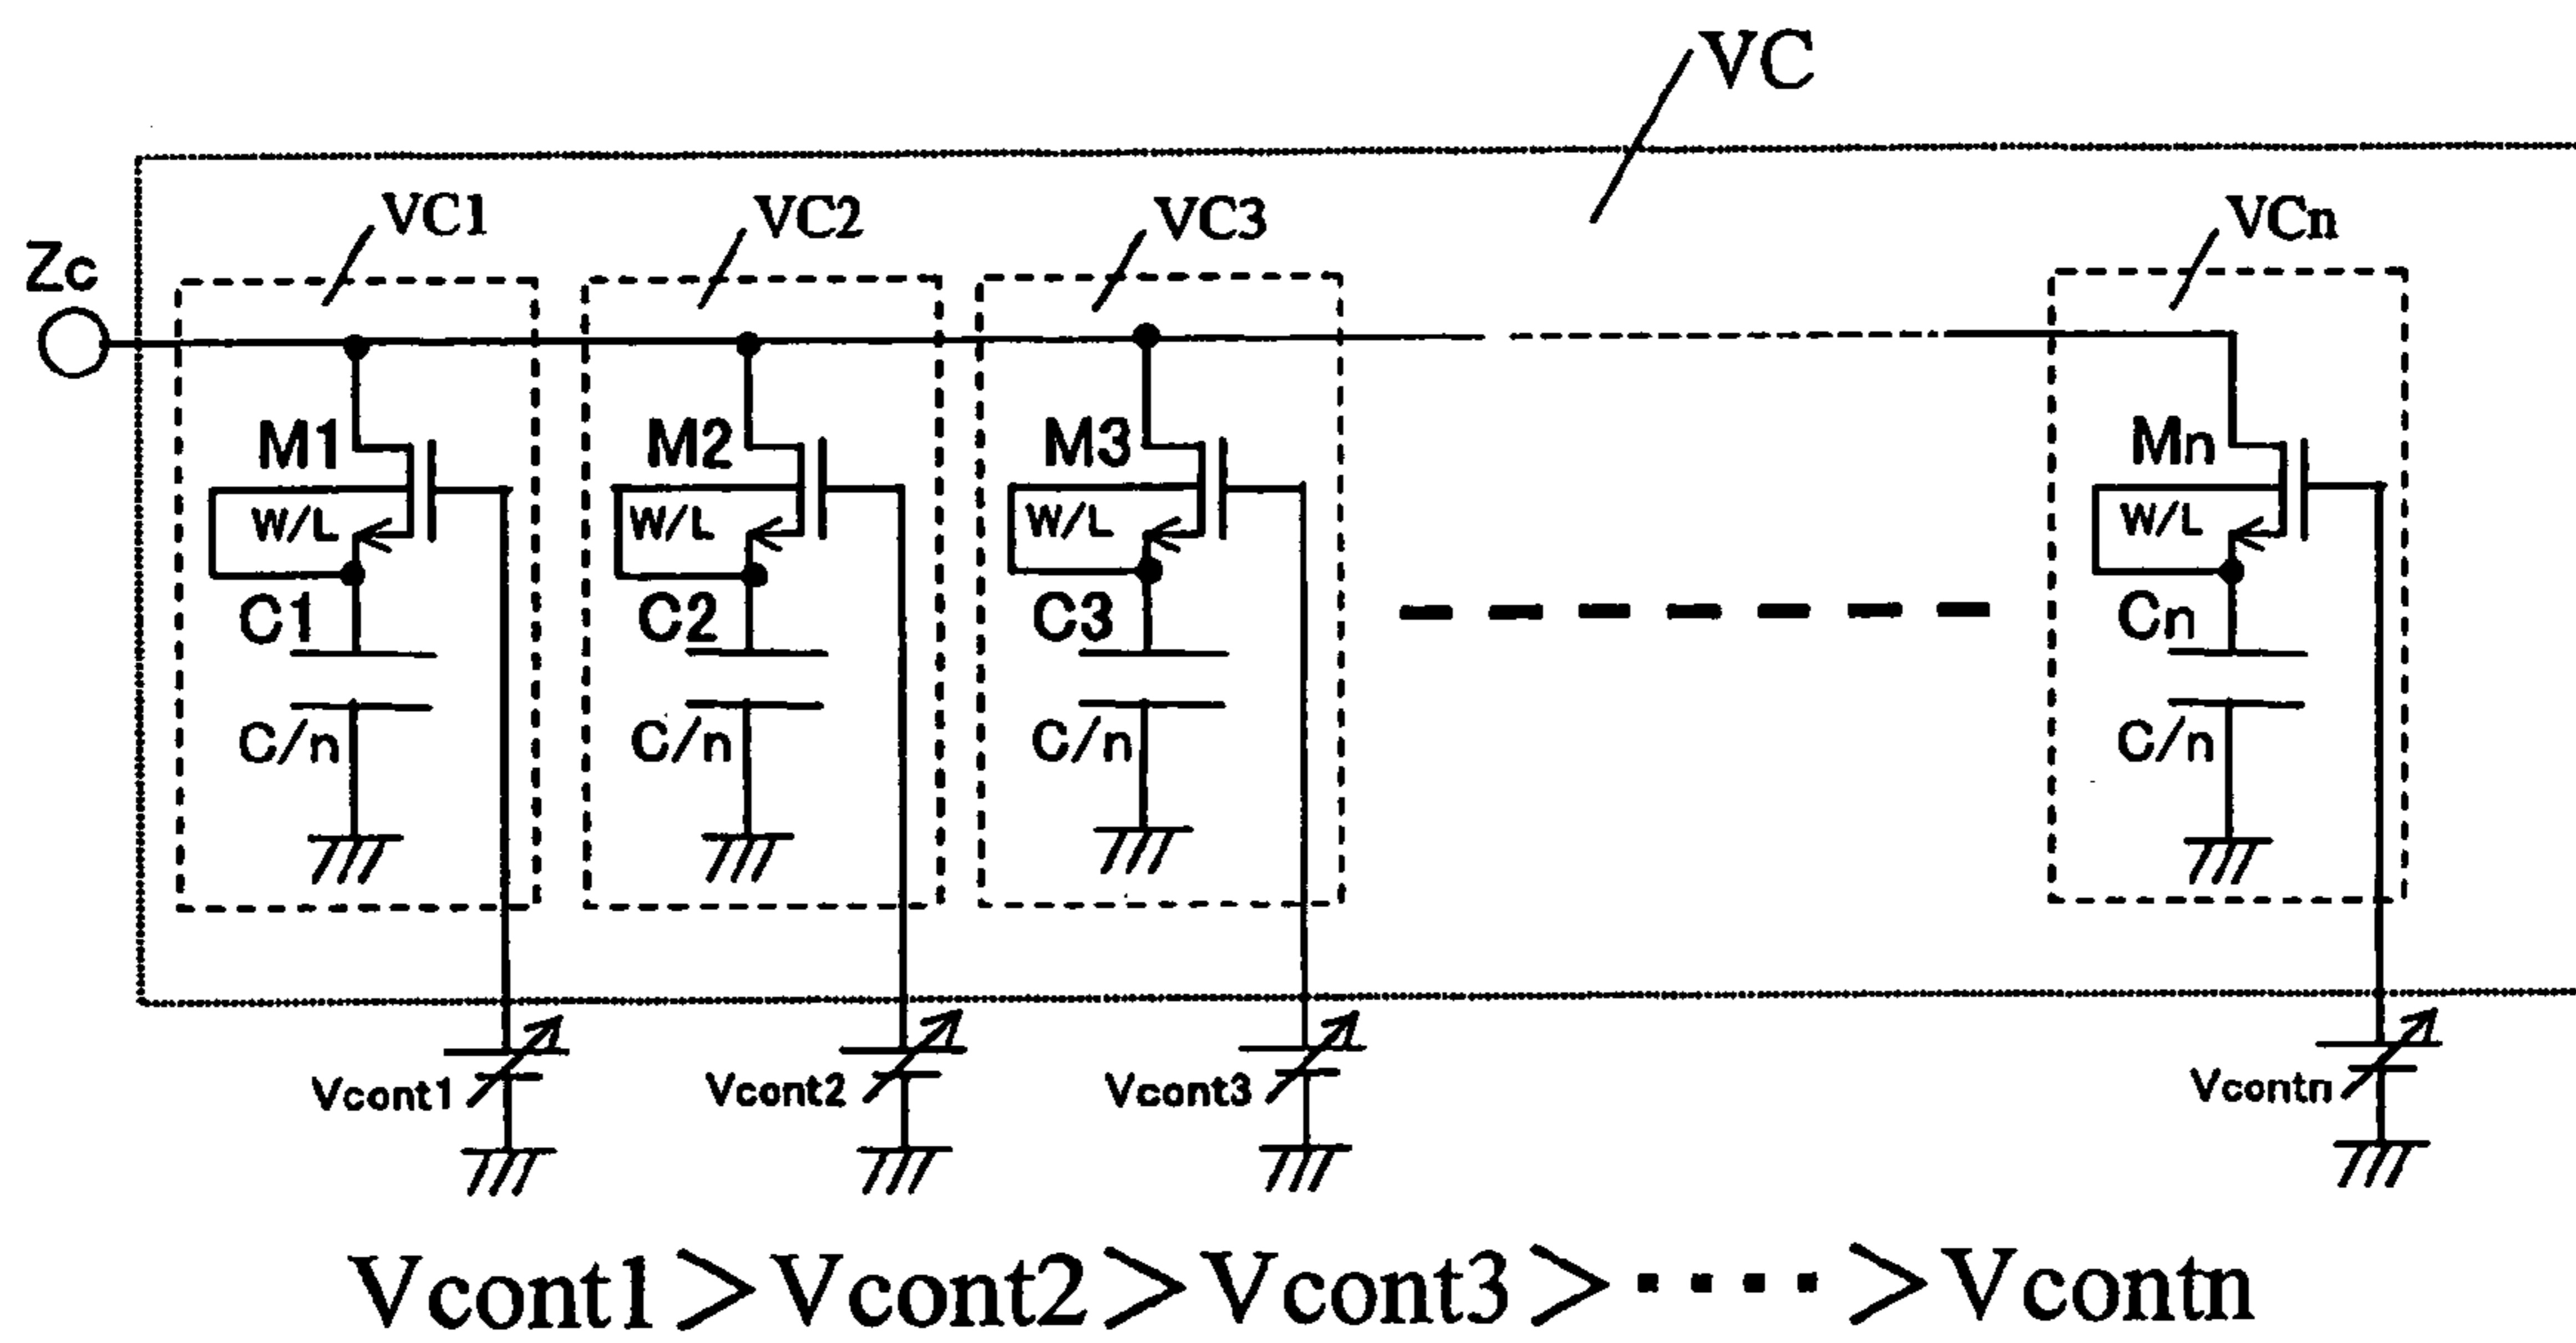 VC
VC1 VC2 VC3 VCn
Zc
M1 M2 M3 Mn
W/L W/L W/L W/L
C1 C2 C3 Cn
C/n C/n C/n C/n
Vcont1 Vcont2 Vcont3 Vcontn
Vcont1>Vcont2>Vcont3>････>Vcontn